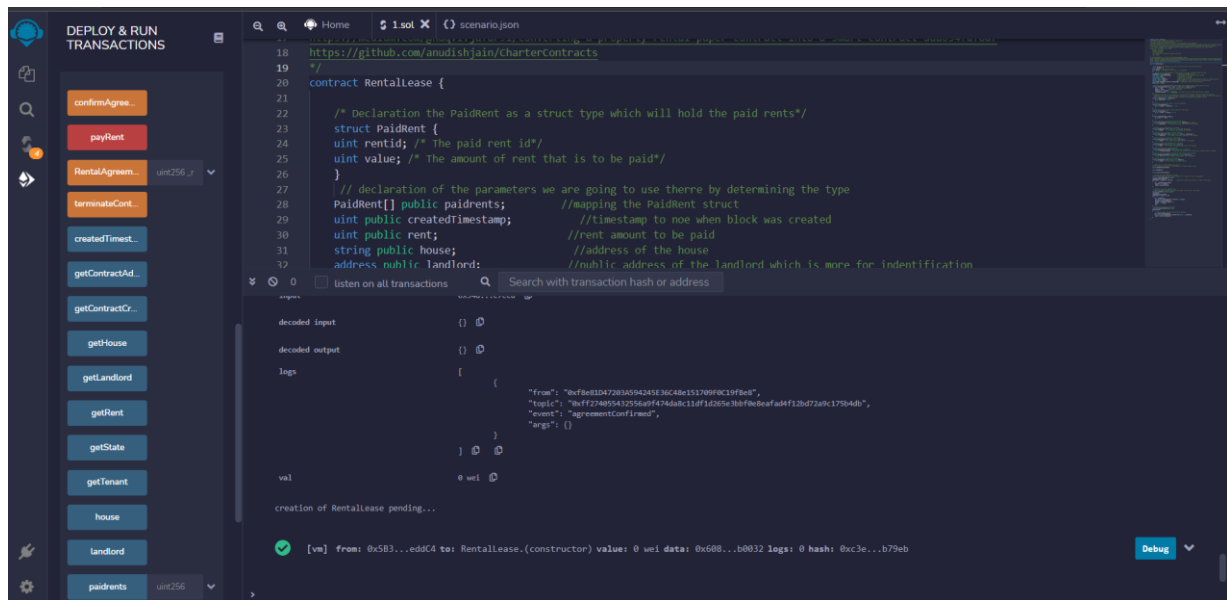 DEPLOY & RUN
TRANSACTIONS
confirmAgree...
payRent
RentalAgreem... uint256 _r
terminateCont...
createdTimest...
getContractAd...
getContractCr...
getHouse
getLandlord
getRent
getState
getTenant
house
landlord
paidrents uint256
Home
1.sol
scenario.json
18 https://github.com/anudishjain/CharterContracts
19 */
20 contract RentalLease {
21
22 /* Declaration the PaidRent as a struct type which will hold the paid rents*/
23 struct PaidRent {
24 uint rentid; /* The paid rent id*/
25 uint value; /* The amount of rent that is to be paid*/
26 }
27 // declaration of the parameters we are going to use therre by determining the type
28 PaidRent[] public paidrents; //mapping the PaidRent struct
29 uint public createdTimestamp; //timestamp to noe when block was created
30 uint public rent; //rent amount to be paid
31 string public house; //address of the house
32 address public landlord; //public address of the landlord which is more for indentification
0
listen on all transactions
Search with transaction hash or address
input
decoded input {}
decoded output {}
logs [
{
"from":
"topic":
"event": "agreementConfirmed",
"args": {}
}
]
val 0 wei
creation of RentalLease pending...
[vm] from: 0x5B3...eddC4 to: RentalLease.(constructor) value: 0 wei data: 0x608...b0032 logs: 0 hash: 0xc3e...b79eb
Debug
>